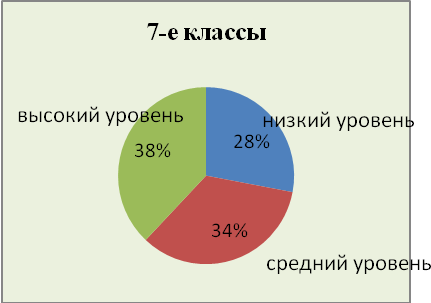 7-е классы
высокий уровень
низкий уровень
38%
28%
34%
средний уровень